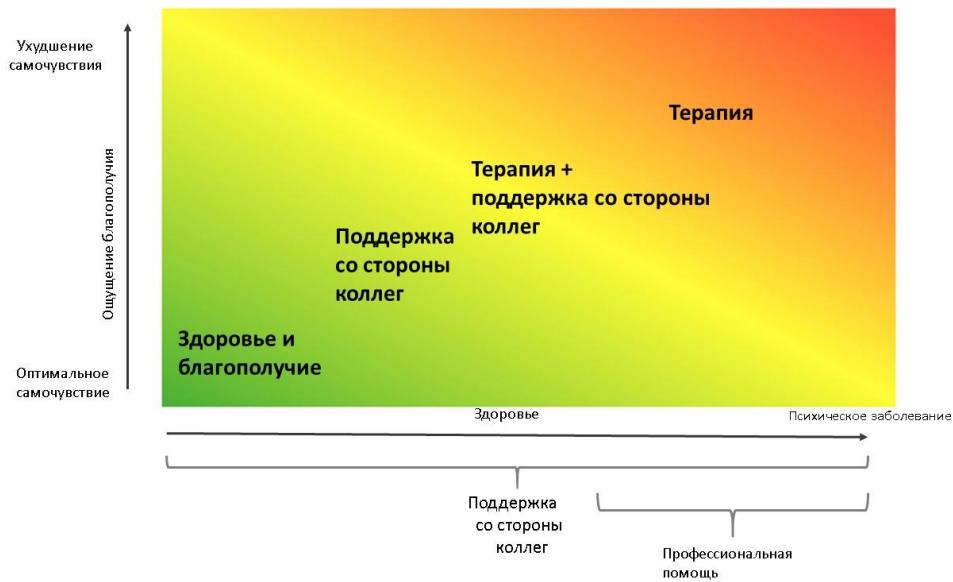 Ухудшение
самочувствия
Ощущение благополучия
Оптимальное
самочувствие
Терапия
Терапия +
поддержка со стороны
коллег
Поддержка
со стороны
коллег
Здоровье и
благополучие
Здоровье
Психическое заболевание
Поддержка
со стороны
коллег
Профессиональная
помощь